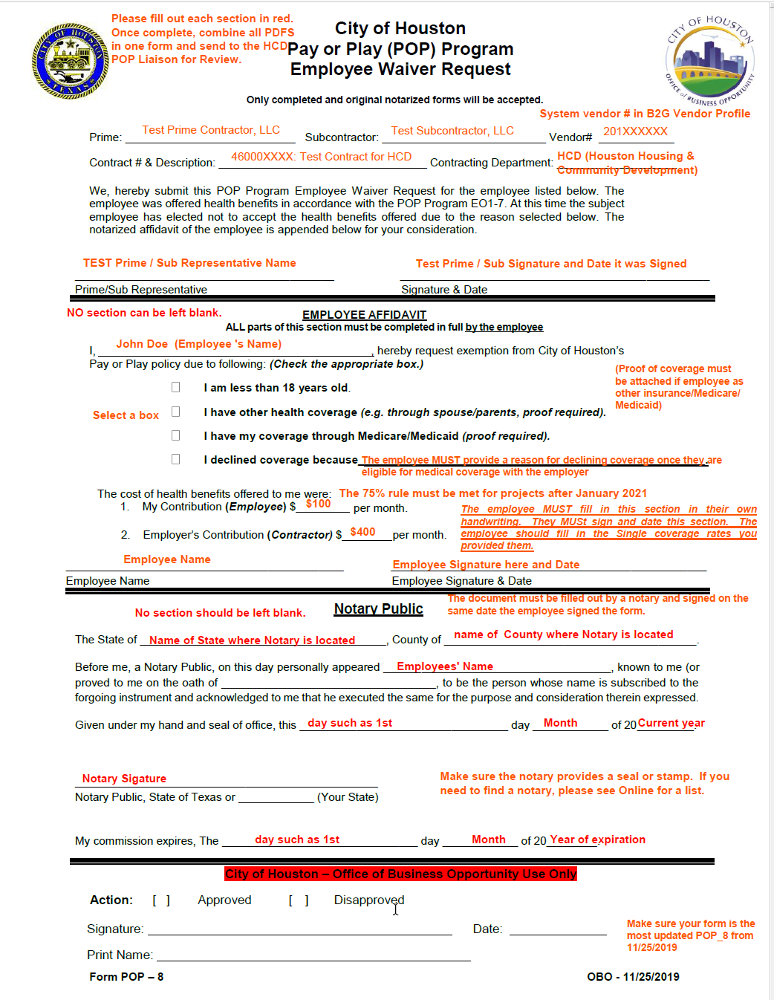 Please fill out each section in red.
Once complete, combine all PDFS
in one form and send to the HCD
POP Liaison for Review.
City of Houston
Pay or Play (POP) Program
Employee Waiver Request
CITY OF HOUSTON
TEXAS
CITY OF HOUSTON
OFFICE of BUSINESS OPPORTUNITY
Only completed and original notarized forms will be accepted.
System vendor # in B2G Vendor Profile
Prime: Test Prime Contractor, LLC Subcontractor: Test Subcontractor, LLC Vendor# 201XXXXXX
Contract # & Description: 46000XXXX: Test Contract for HCD Contracting Department: HCD (Houston Housing &
Community Development)
We, hereby submit this POP Program Employee Waiver Request for the employee listed below. The
employee was offered health benefits in accordance with the POP Program EO1-7. At this time the subject
employee has elected not to accept the health benefits offered due to the reason selected below. The
notarized affidavit of the employee is appended below for your consideration.
TEST Prime / Sub Representative Name Test Prime / Sub Signature and Date it was Signed
Prime/Sub Representative Signature & Date
NO section can be left blank. EMPLOYEE AFFIDAVIT
ALL parts of this section must be completed in full by the employee
I, John Doe (Employee 's Name), hereby request exemption from City of Houston's
Pay or Play policy due to following: (Check the appropriate box.)
(Proof of coverage must
be attached if employee as
other insurance/Medicare/
Medicaid)
I am less than 18 years old.
Select a box
I have other health coverage (e.g. through spouse/parents, proof required).
I have my coverage through Medicare/Medicaid (proof required).
I declined coverage because The employee MUST provide a reason for declining coverage once they are
eligible for medical coverage with the employer
The cost of health benefits offered to me were: The 75% rule must be met for projects after January 2021
1. My Contribution (Employee) $ $100 per month.
2. Employer's Contribution (Contractor) $ $400 per month.
The employee MUST fill in this section in their own
handwriting. They MUSt sign and date this section. The
employee should fill in the Single coverage rates you
provided them.
Employee Name Employee Signature here and Date
Employee Name Employee Signature & Date
The document must be filled out by a notary and signed on the
same date the employee signed the form.
No section should be left blank. Notary Public
The State of Name of State where Notary is located, County of name of County where Notary is located.
Before me, a Notary Public, on this day personally appeared Employees' Name, known to me (or
proved to me on the oath of , to be the person whose name is subscribed to the
forgoing instrument and acknowledged to me that he executed the same for the purpose and consideration therein expressed.
Given under my hand and seal of office, this day such as 1st day Month of 20 Current year.
Notary Sigature
Notary Public, State of Texas or (Your State)
Make sure the notary provides a seal or stamp. If you
need to find a notary, please see Online for a list.
My commission expires, The day such as 1st day Month of 20 Year of expiration.
City of Houston – Office of Business Opportunity Use Only
Action: [ ] Approved [ ] Disapproved
Signature: Date:
Print Name:
Make sure your form is the
most updated POP_8 from
11/25/2019
Form POP – 8 OBO - 11/25/2019